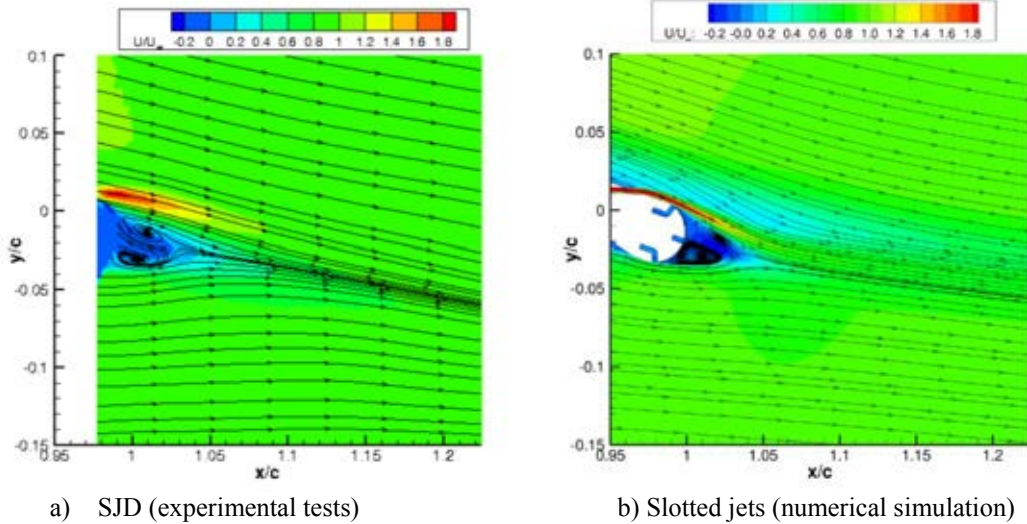 U/U∞ -0.2 0 0.2 0.4 0.6 0.8 1 1.2 1.4 1.6 1.8
U/U∞: -0.2 -0.0 0.2 0.4 0.6 0.8 1.0 1.2 1.4 1.6 1.8
0.1
0.05
0
-0.05
-0.1
-0.15
y/c
0.95 1 1.05 1.1 1.15 1.2
x/c
0.1
0.05
0
-0.05
-0.1
-0.15
y/c
0.95 1 1.05 1.1 1.15 1.2
x/c
a) SJD (experimental tests)
b) Slotted jets (numerical simulation)